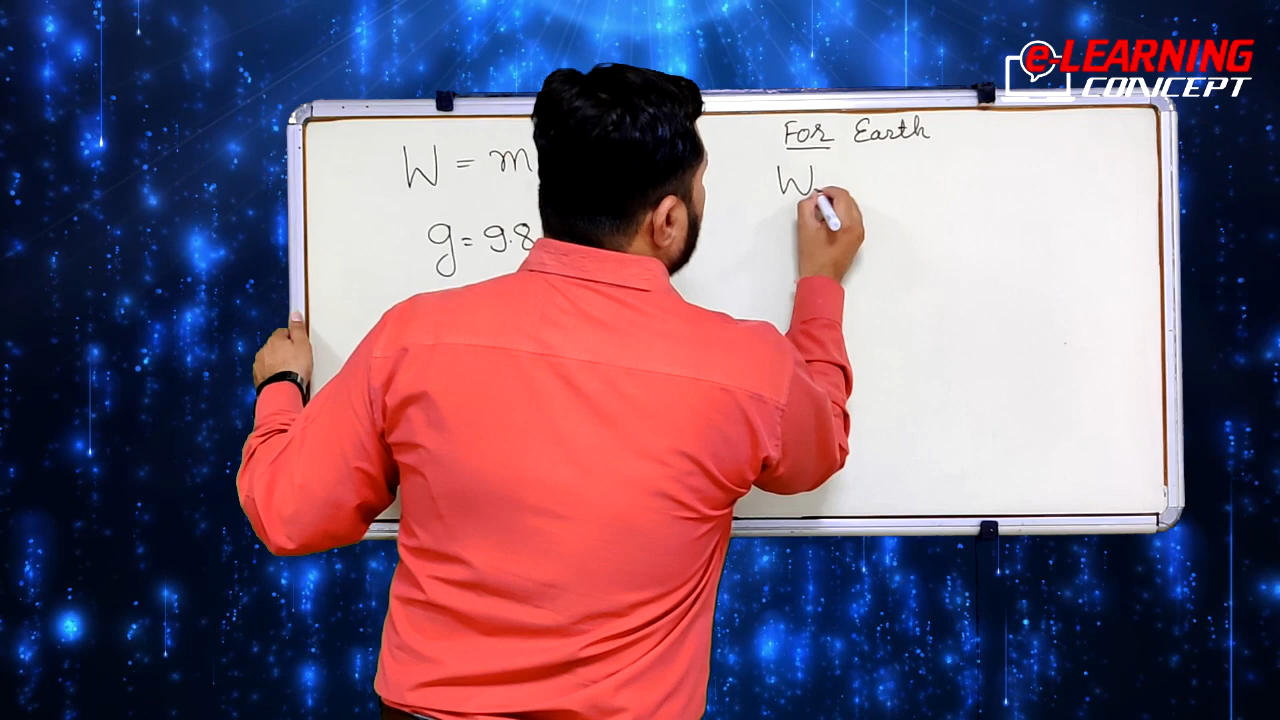 e-LEARNING
CONCEPT
For Earth
W = m
W
g = 9.8